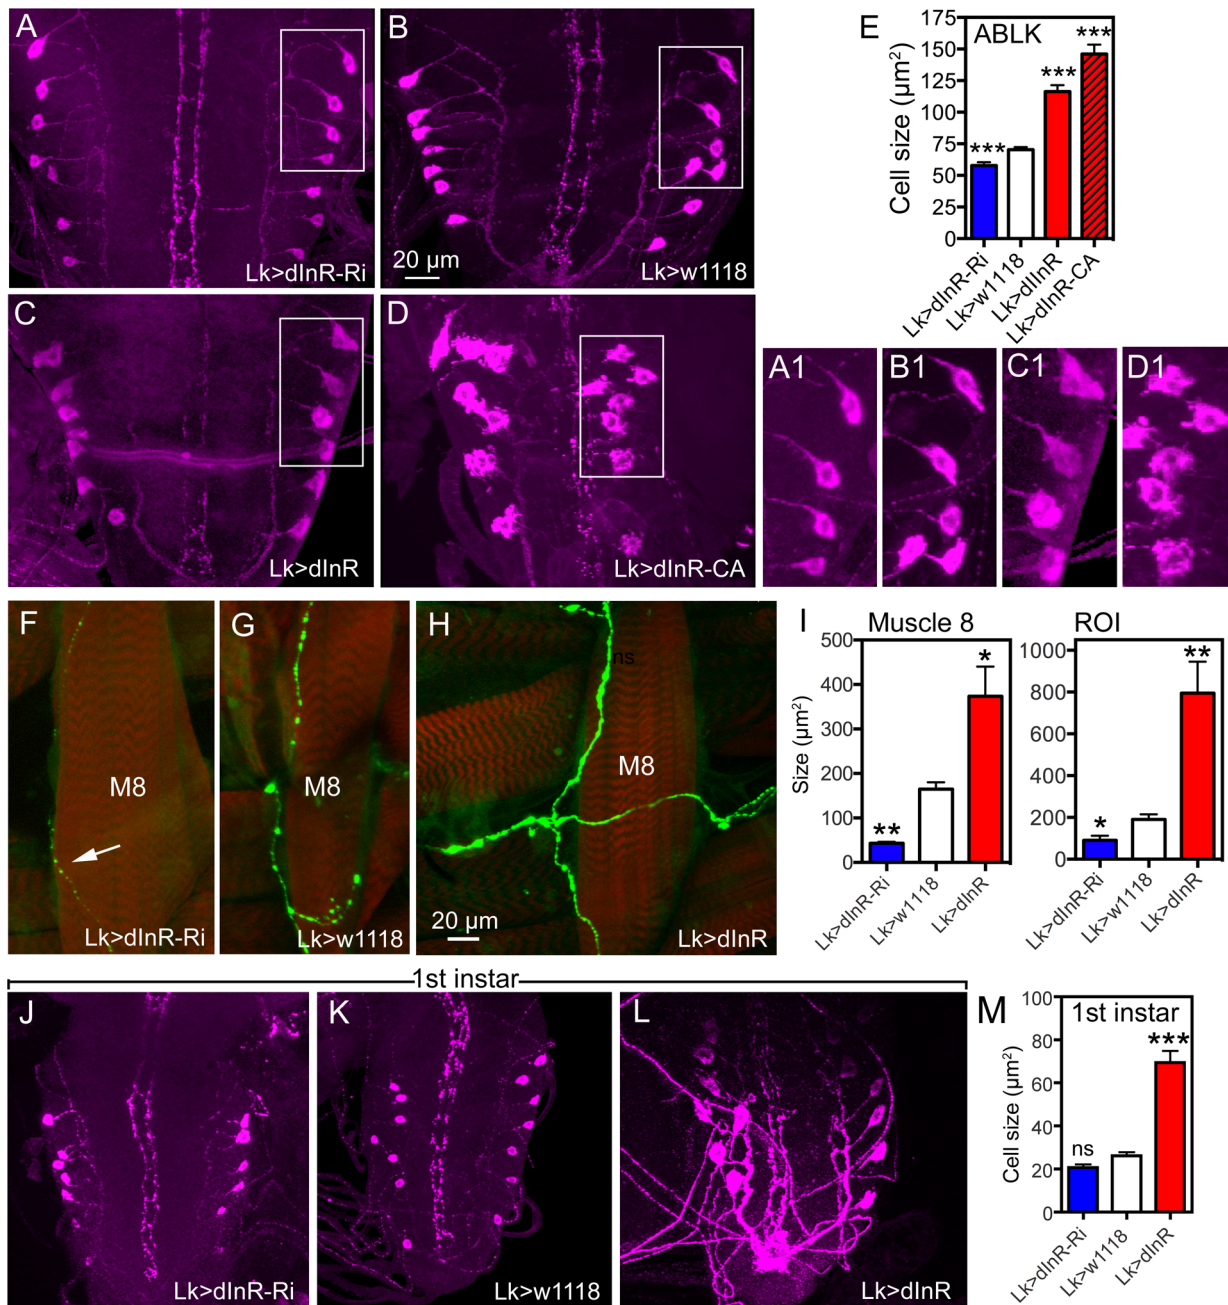 A
Lk>dInR-Ri
B
20 µm
Lk>w1118
C
Lk>dInR
D
Lk>dInR-CA
E
ABLK
Cell size (µm²)
175
150
125
100
75
50
25
0
***
***
***
Lk>dInR-Ri
Lk>w1118
Lk>dInR
Lk>dInR-CA
A1
B1
C1
D1
F
M8
Lk>dInR-Ri
G
M8
Lk>w1118
H
ns
M8
20 µm
Lk>dInR
I
Muscle 8
Size (µm²)
500
400
300
200
100
0
**
*
Lk>dInR-Ri
Lk>w1118
Lk>dInR
ROI
1000
800
600
400
200
0
*
**
Lk>dInR-Ri
Lk>w1118
Lk>dInR
1st instar
J
Lk>dInR-Ri
K
Lk>w1118
L
Lk>dInR
M
1st instar
Cell size (µm²)
100
80
60
40
20
0
ns
***
Lk>dInR-Ri
Lk>w1118
Lk>dInR